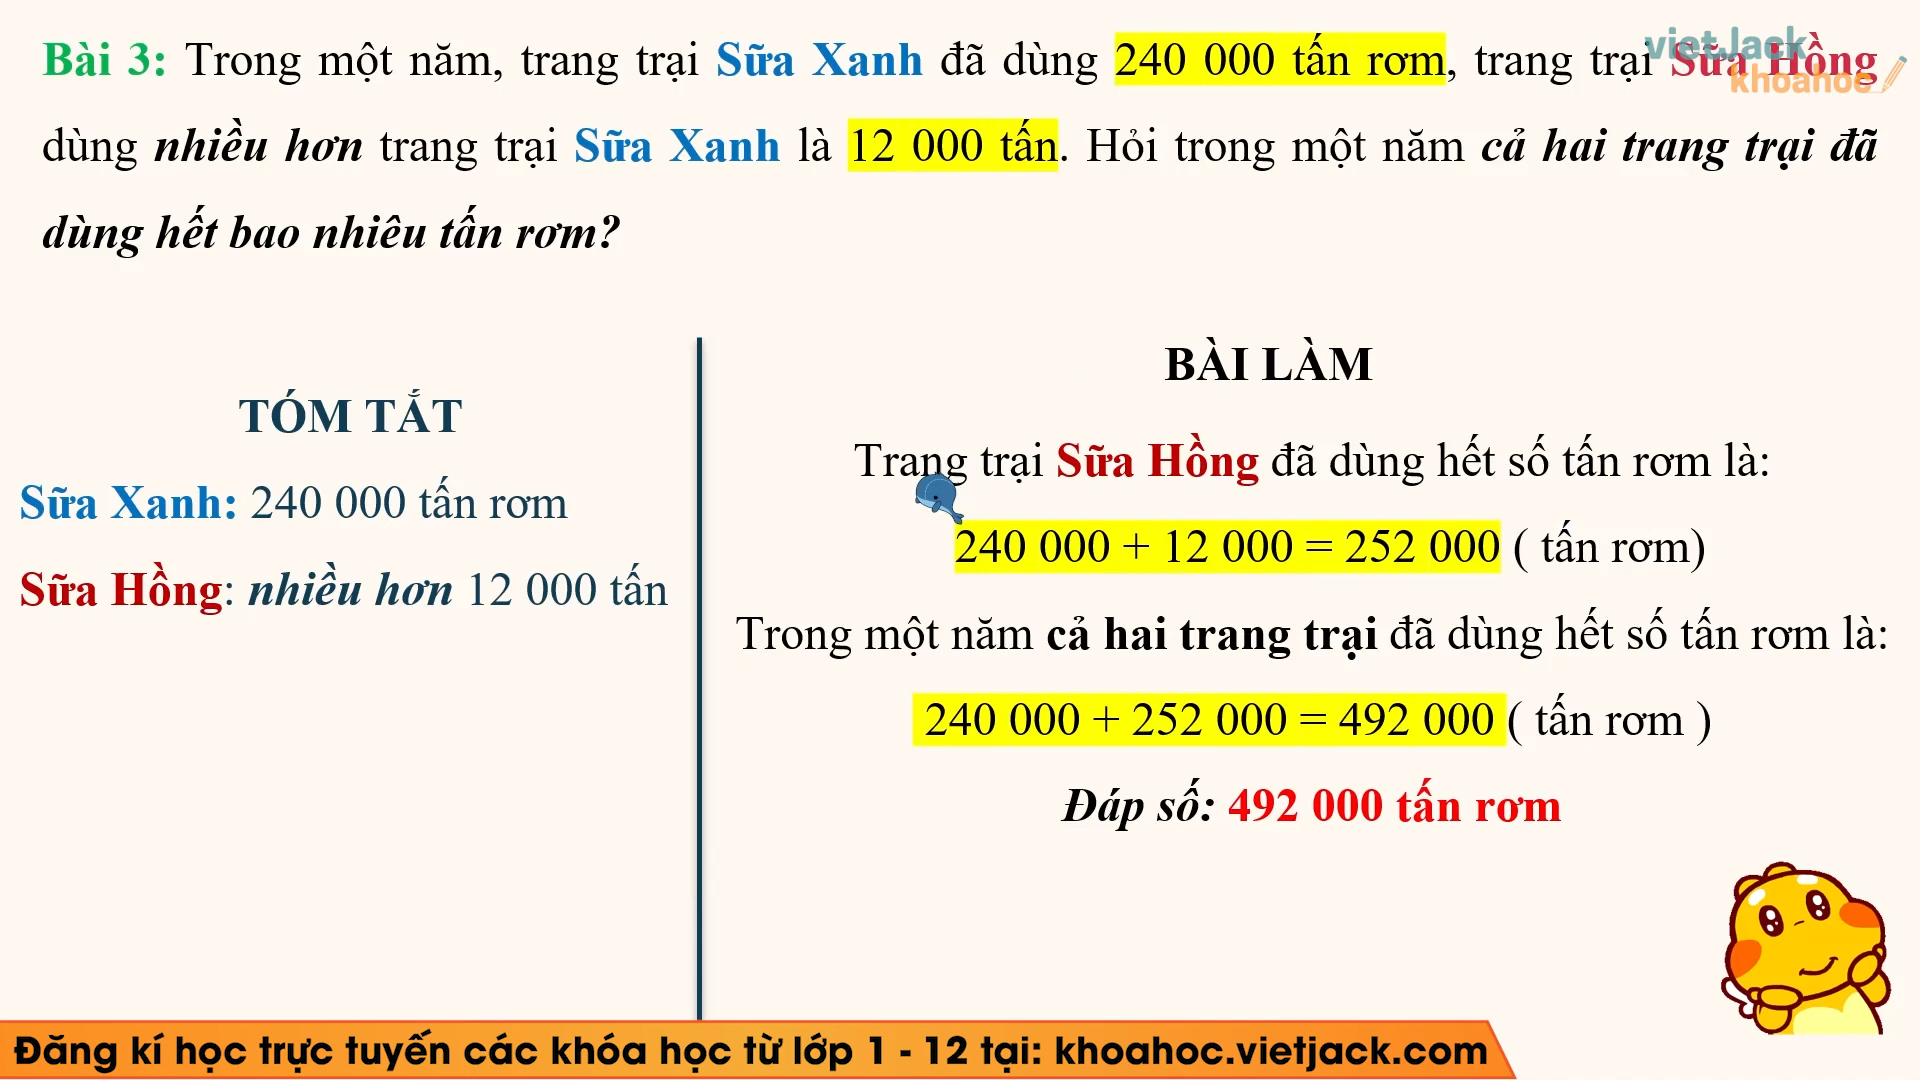 Bài 3: Trong một năm, trang trại Sữa Xanh đã dùng 240 000 tấn rơm, trang trại Sữa Hồng
vietJack
khoahoc
dùng nhiều hơn trang trại Sữa Xanh là 12 000 tấn. Hỏi trong một năm cả hai trang trại đã
dùng hết bao nhiêu tấn rơm?
TÓM TẮT
Sữa Xanh: 240 000 tấn rơm
Sữa Hồng: nhiều hơn 12 000 tấn
BÀI LÀM
Trang trại Sữa Hồng đã dùng hết số tấn rơm là:
240 000 + 12 000 = 252 000 ( tấn rơm)
Trong một năm cả hai trang trại đã dùng hết số tấn rơm là:
240 000 + 252 000 = 492 000 ( tấn rơm )
Đáp số: 492 000 tấn rơm
Đăng kí học trực tuyến các khóa học từ lớp 1 - 12 tại: khoahoc.vietjack.com